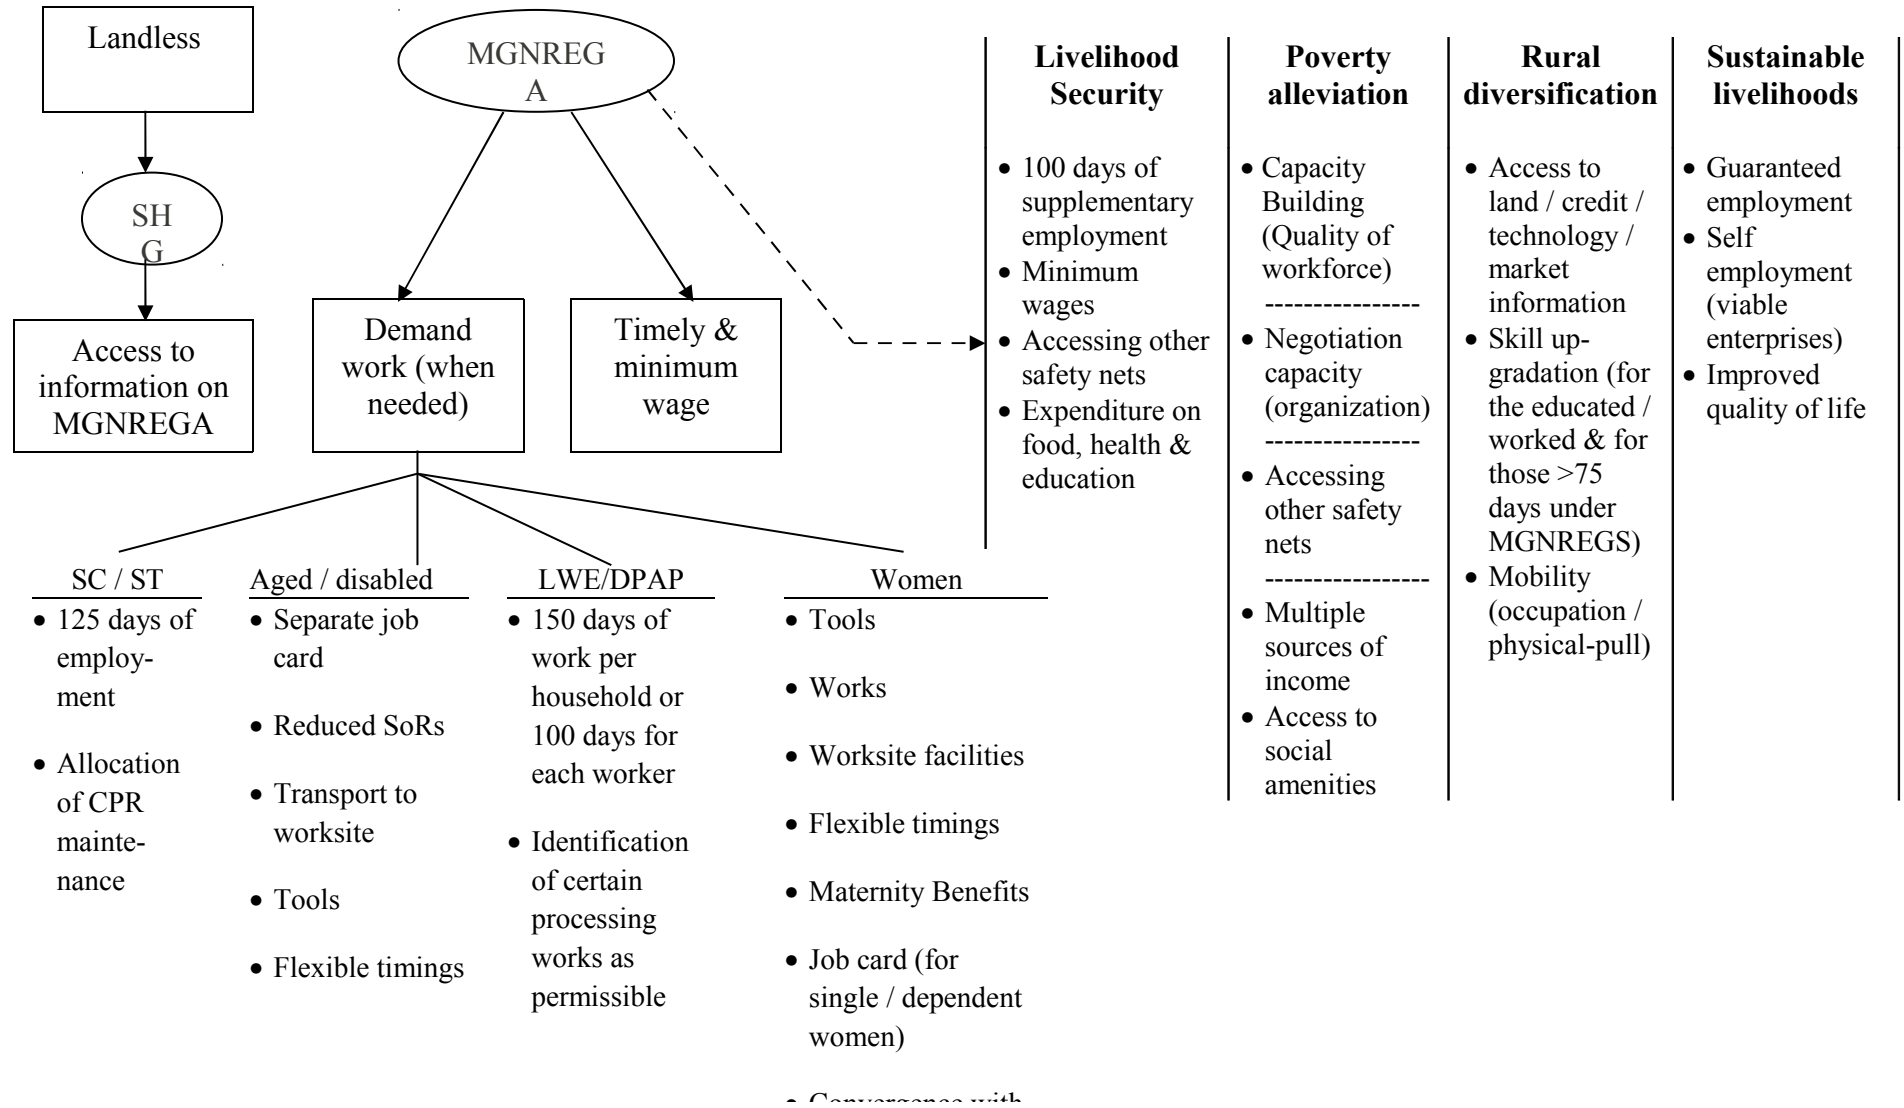 Landless
SH
G
Access to
information on
MGNREGA
MGNREG
A
Demand
work (when
needed)
Timely &
minimum
wage
SC / ST
• 125 days of
employ-
ment
• Allocation
of CPR
mainte-
nance
Aged / disabled
• Separate job
card
• Reduced SoRs
• Transport to
worksite
• Tools
• Flexible timings
LWE/DPAP
• 150 days of
work per
household or
100 days for
each worker
• Identification
of certain
processing
works as
permissible
Women
• Tools
• Works
• Worksite facilities
• Flexible timings
• Maternity Benefits
• Job card (for
single / dependent
women)
• Convergence with
Livelihood
Security
• 100 days of
supplementary
employment
• Minimum
wages
• Accessing other
safety nets
• Expenditure on
food, health &
education
Poverty
alleviation
• Capacity
Building
(Quality of
workforce)
----------------
• Negotiation
capacity
(organization)
----------------
• Accessing
other safety
nets
-----------------
• Multiple
sources of
income
• Access to
social
amenities
Rural
diversification
• Access to
land / credit /
technology /
market
information
• Skill up-
gradation (for
the educated /
worked & for
those >75
days under
MGNREGS)
• Mobility
(occupation /
physical-pull)
Sustainable
livelihoods
• Guaranteed
employment
• Self
employment
(viable
enterprises)
• Improved
quality of life